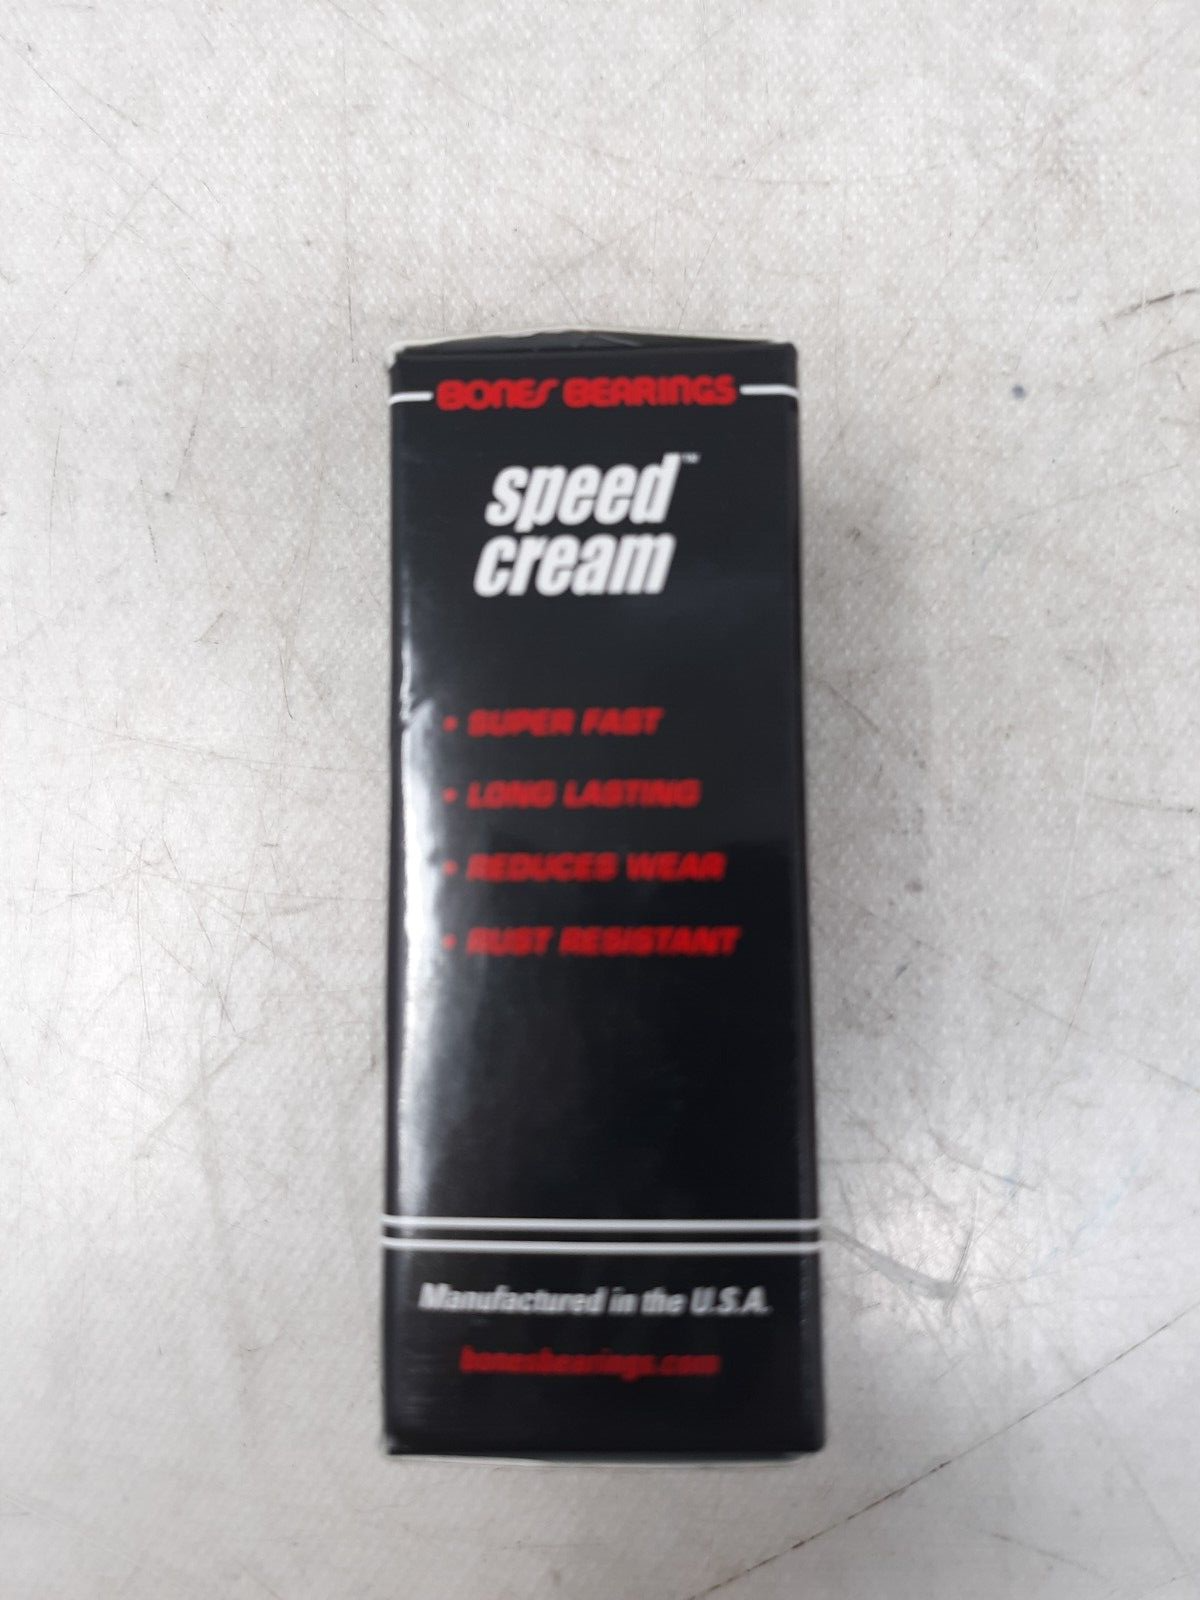 BONES BEARINGS
speed™
cream
• SUPER FAST
• LONG LASTING
• REDUCES WEAR
• RUST RESISTANT
Manufactured in the U.S.A.
bonesbearings.com